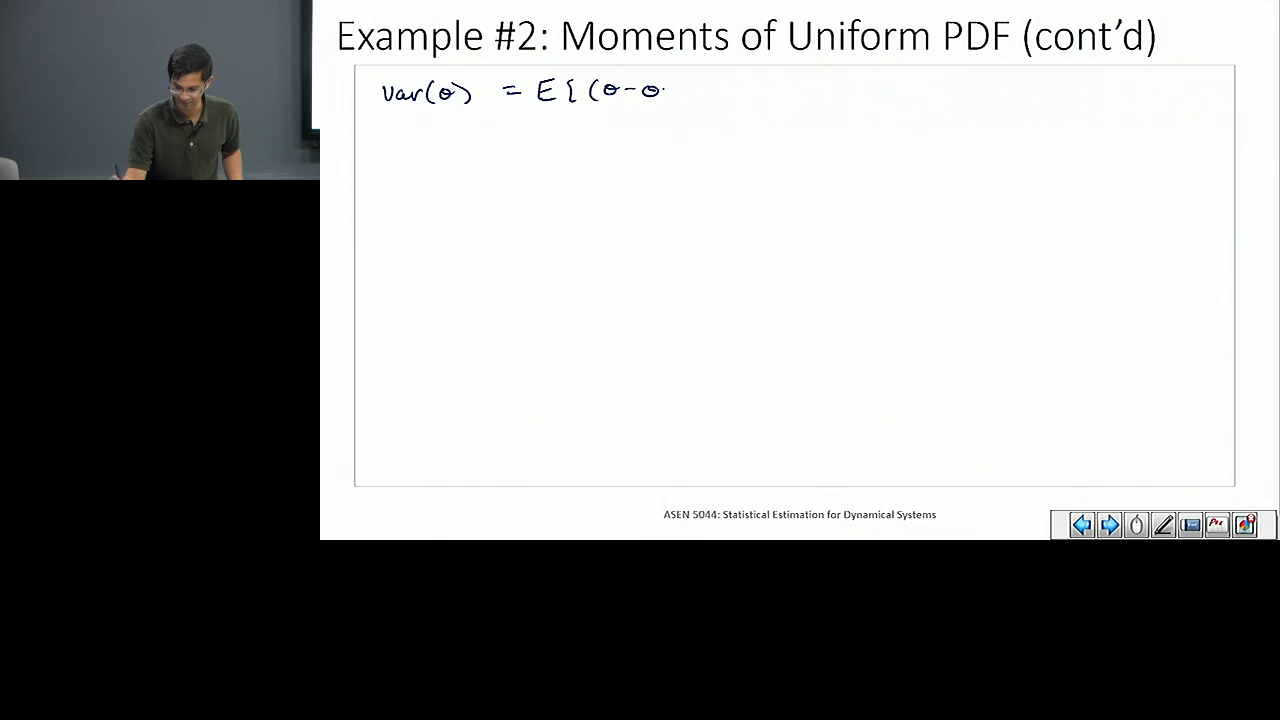 Example #2: Moments of Uniform PDF (cont’d)
var(θ) = E{(θ-θ
ASEN 5044: Statistical Estimation for Dynamical Systems